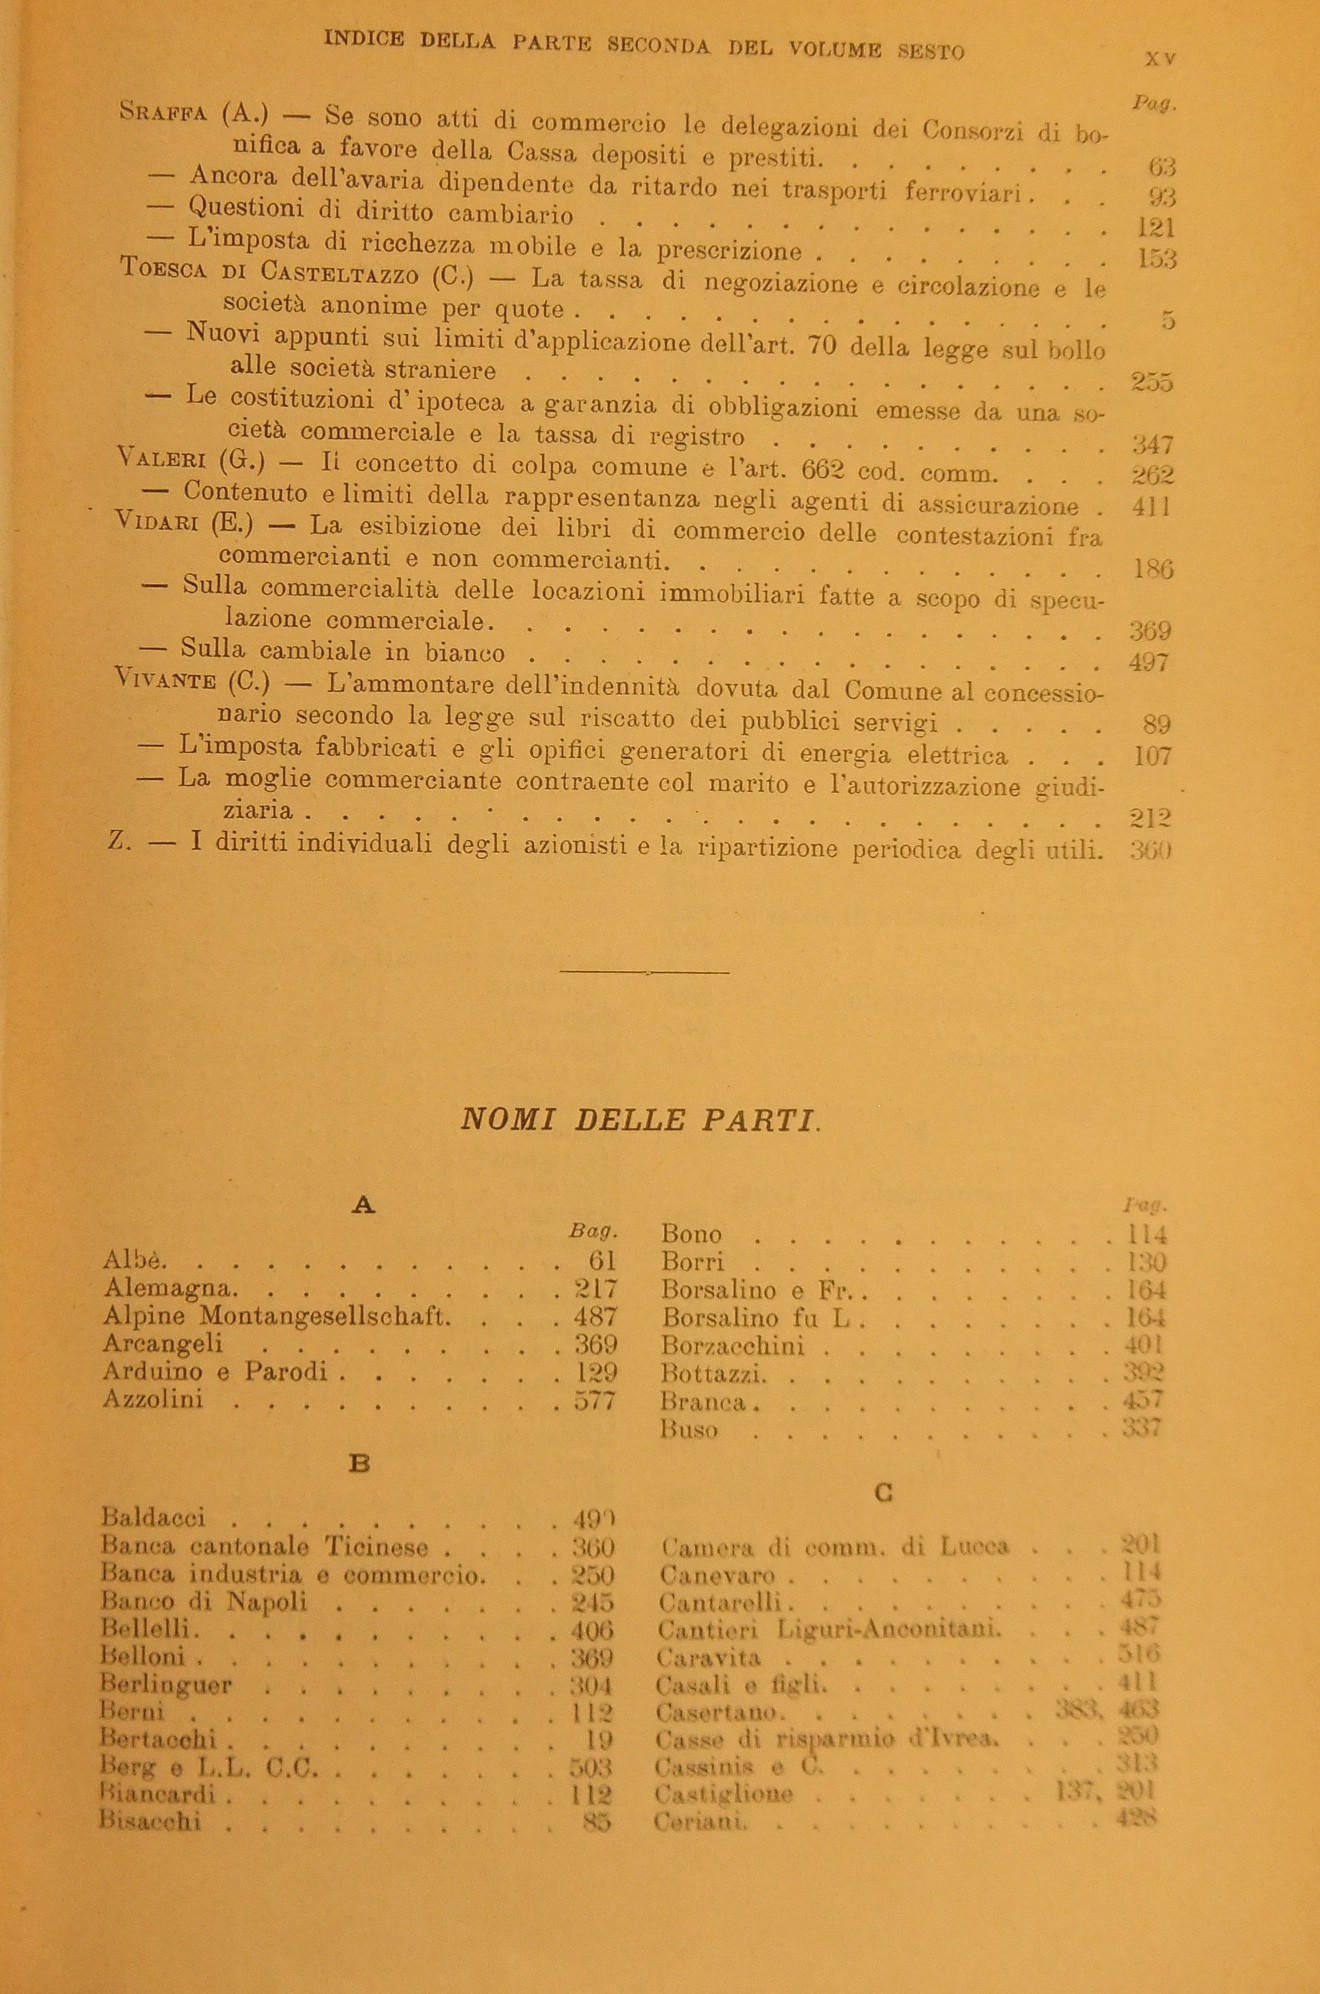 INDICE DELLA PARTE SECONDA DEL VOLUME SESTO XV
Pag.
SRAFFA (A.) — Se sono atti di commercio le delegazioni dei Consorzi di bo-
nifica a favore della Cassa depositi e prestiti. . . . . . . . . 63
— Ancora dell'avaria dipendente da ritardo nei trasporti ferroviari . . . 93
— Questioni di diritto cambiario . . . . . . . . . . . . . . . 121
— L'imposta di ricchezza mobile e la prescrizione . . . . . . . . . 153
TOESCA DI CASTELTAZZO (C.) — La tassa di negoziazione e circolazione e le
società anonime per quote . . . . . . . . . . . . . . . . 5
— Nuovi appunti sui limiti d'applicazione dell'art. 70 della legge sul bollo
alle società straniere . . . . . . . . . . . . . . . . . 255
— Le costituzioni d' ipoteca a garanzia di obbligazioni emesse da una so-
cietà commerciale e la tassa di registro . . . . . . . . . . 347
VALERI (G.) — Il concetto di colpa comune e l'art. 662 cod. comm. . . . . 262
— Contenuto e limiti della rappresentanza negli agenti di assicurazione . 411
VIDARI (E.) — La esibizione dei libri di commercio delle contestazioni fra
commercianti e non commercianti. . . . . . . . . . . . . . 186
— Sulla commercialità delle locazioni immobiliari fatte a scopo di specu-
lazione commerciale. . . . . . . . . . . . . . . . . . 369
— Sulla cambiale in bianco . . . . . . . . . . . . . . . . . 497
VIVANTE (C.) — L'ammontare dell'indennità dovuta dal Comune al concessio-
nario secondo la legge sul riscatto dei pubblici servigi . . . . . 89
— L'imposta fabbricati e gli opifici generatori di energia elettrica . . . 107
— La moglie commerciante contraente col marito e l'autorizzazione giudi-
ziaria . . . . . . . . . . . . . . . . . . . . . . . 212
Z. — I diritti individuali degli azionisti e la ripartizione periodica degli utili. 360
NOMI DELLE PARTI.
A
Bag.
Albè. . . . . . . . . . . . 61
Alemagna. . . . . . . . . . 217
Alpine Montangesellschaft. . . . 487
Arcangeli . . . . . . . . . 369
Arduino e Parodi . . . . . . . 129
Azzolini . . . . . . . . . . 577
B
Baldacci . . . . . . . . . . 499
Banca cantonale Ticinese . . . . 360
Banca industria e commercio. . . 250
Banco di Napoli . . . . . . . 245
Bellelli. . . . . . . . . . . 406
Belloni . . . . . . . . . . . 369
Berlinguer . . . . . . . . . 304
Berni . . . . . . . . . . . 112
Bertacchi . . . . . . . . . . 19
Berg e L.L. C.C. . . . . . . . 503
Biancardi . . . . . . . . . . 112
Bisacchi . . . . . . . . . . 85
Pag.
Bono . . . . . . . . . . . 114
Borri . . . . . . . . . . . 130
Borsalino e Fr. . . . . . . . . 164
Borsalino fu L . . . . . . . . 164
Borzacchini . . . . . . . . . 401
Bottazzi. . . . . . . . . . . 392
Branca . . . . . . . . . . . 457
Buso . . . . . . . . . . . 337
C
Camera di comm. di Lucca . . . 201
Canevaro . . . . . . . . . . 114
Cantarelli . . . . . . . . . . 475
Cantieri Liguri-Anconitani. . . . 487
Caravita . . . . . . . . . . 516
Casali e figli. . . . . . . . . 411
Casertano. . . . . . . . . 383, 463
Casse di risparmio d'Ivrea. . . . 250
Cassinis e C. . . . . . . . . 313
Castiglione . . . . . . . 137, 201
Ceriani. . . . . . . . . . . 428